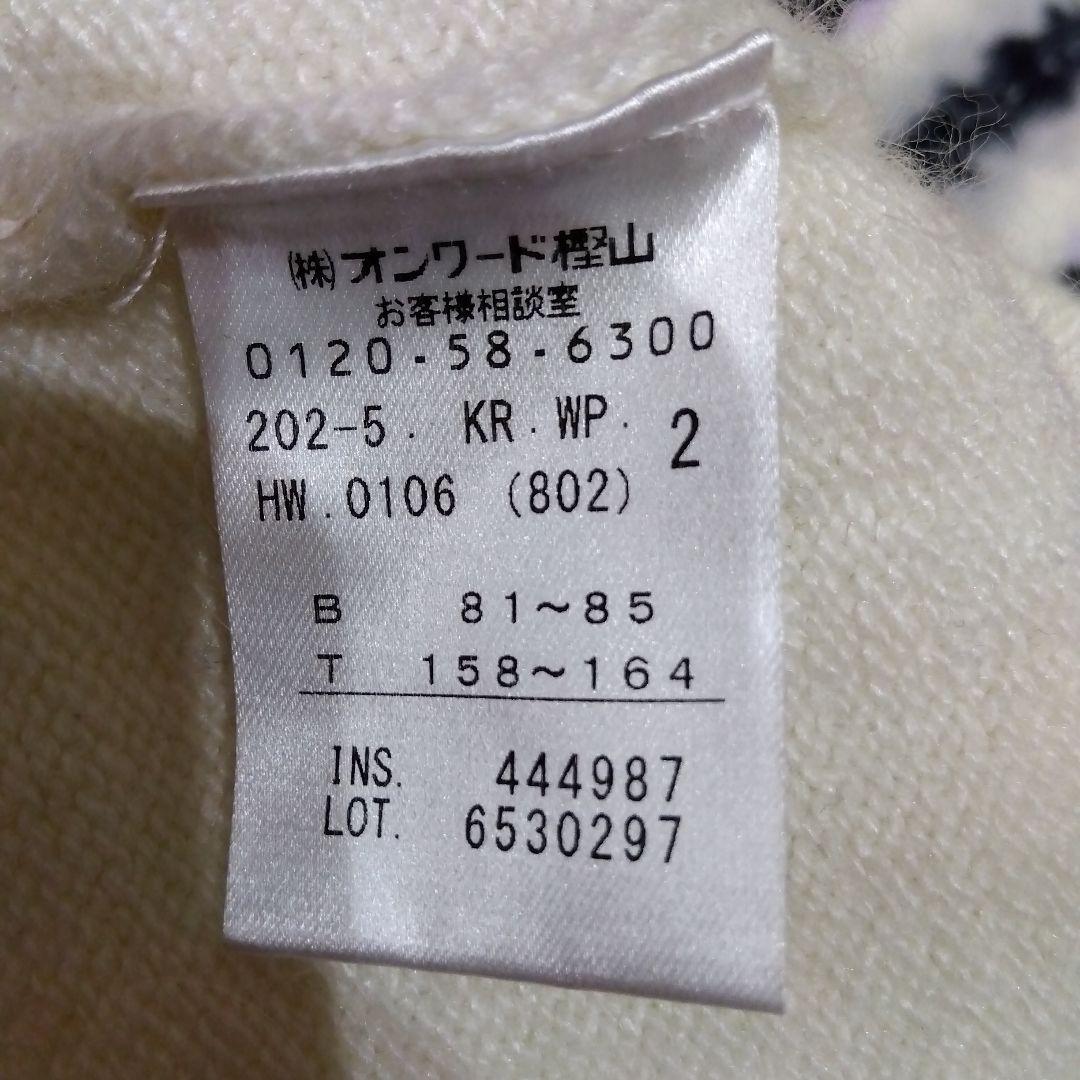 (株)オンワード樫山
お客様相談室
0120-58-6300
202-5. KR.WP. 2
HW.0106 (802)
B 81~85
T 158~164
INS. 444987
LOT. 6530297